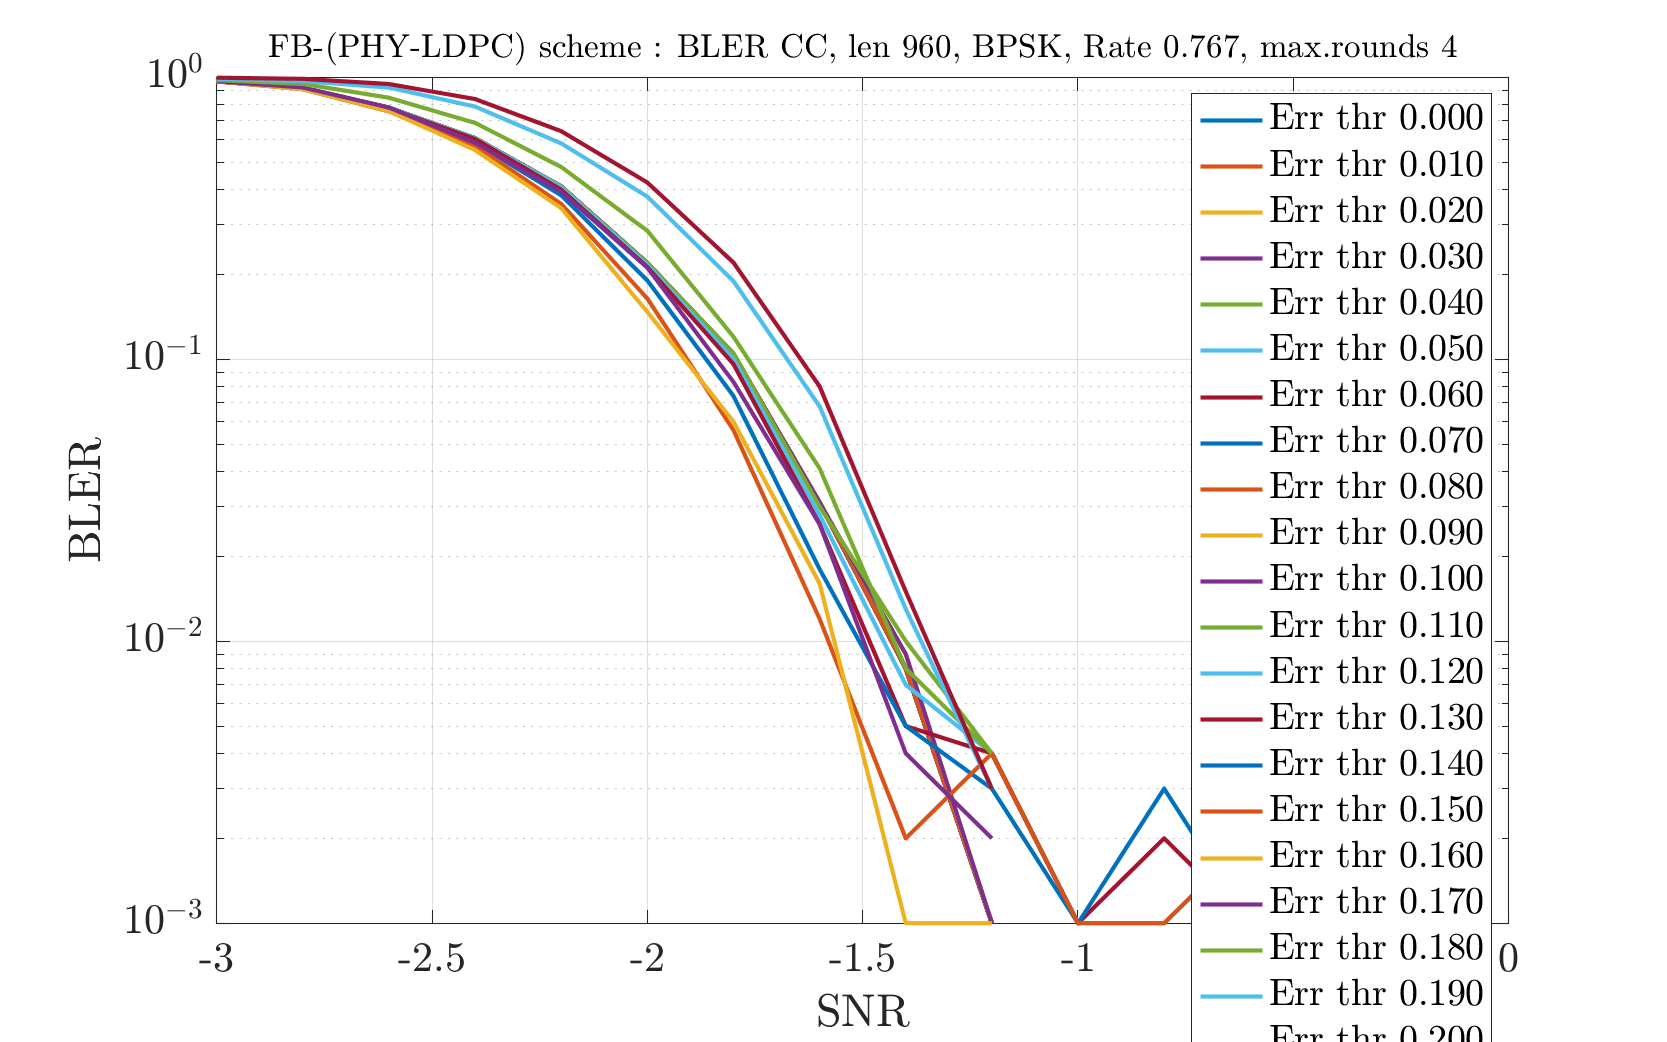 FB-(PHY-LDPC) scheme : BLER CC, len 960, BPSK, Rate 0.767, max.rounds 4
10^0
10^-1
10^-2
10^-3
BLER
-3
-2.5
-2
-1.5
-1
0
SNR
Err thr 0.000
Err thr 0.010
Err thr 0.020
Err thr 0.030
Err thr 0.040
Err thr 0.050
Err thr 0.060
Err thr 0.070
Err thr 0.080
Err thr 0.090
Err thr 0.100
Err thr 0.110
Err thr 0.120
Err thr 0.130
Err thr 0.140
Err thr 0.150
Err thr 0.160
Err thr 0.170
Err thr 0.180
Err thr 0.190
Err thr 0.200